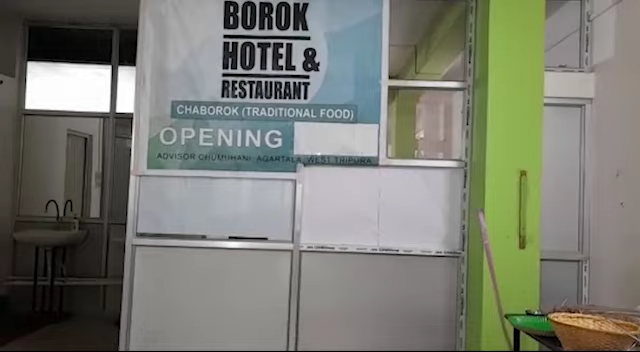 BOROK
HOTEL &
RESTAURANT
CHABOROK (TRADITIONAL FOOD)
OPENING
ADVISOR CHUMUHANI, AGARTALA, WEST TRIPURA